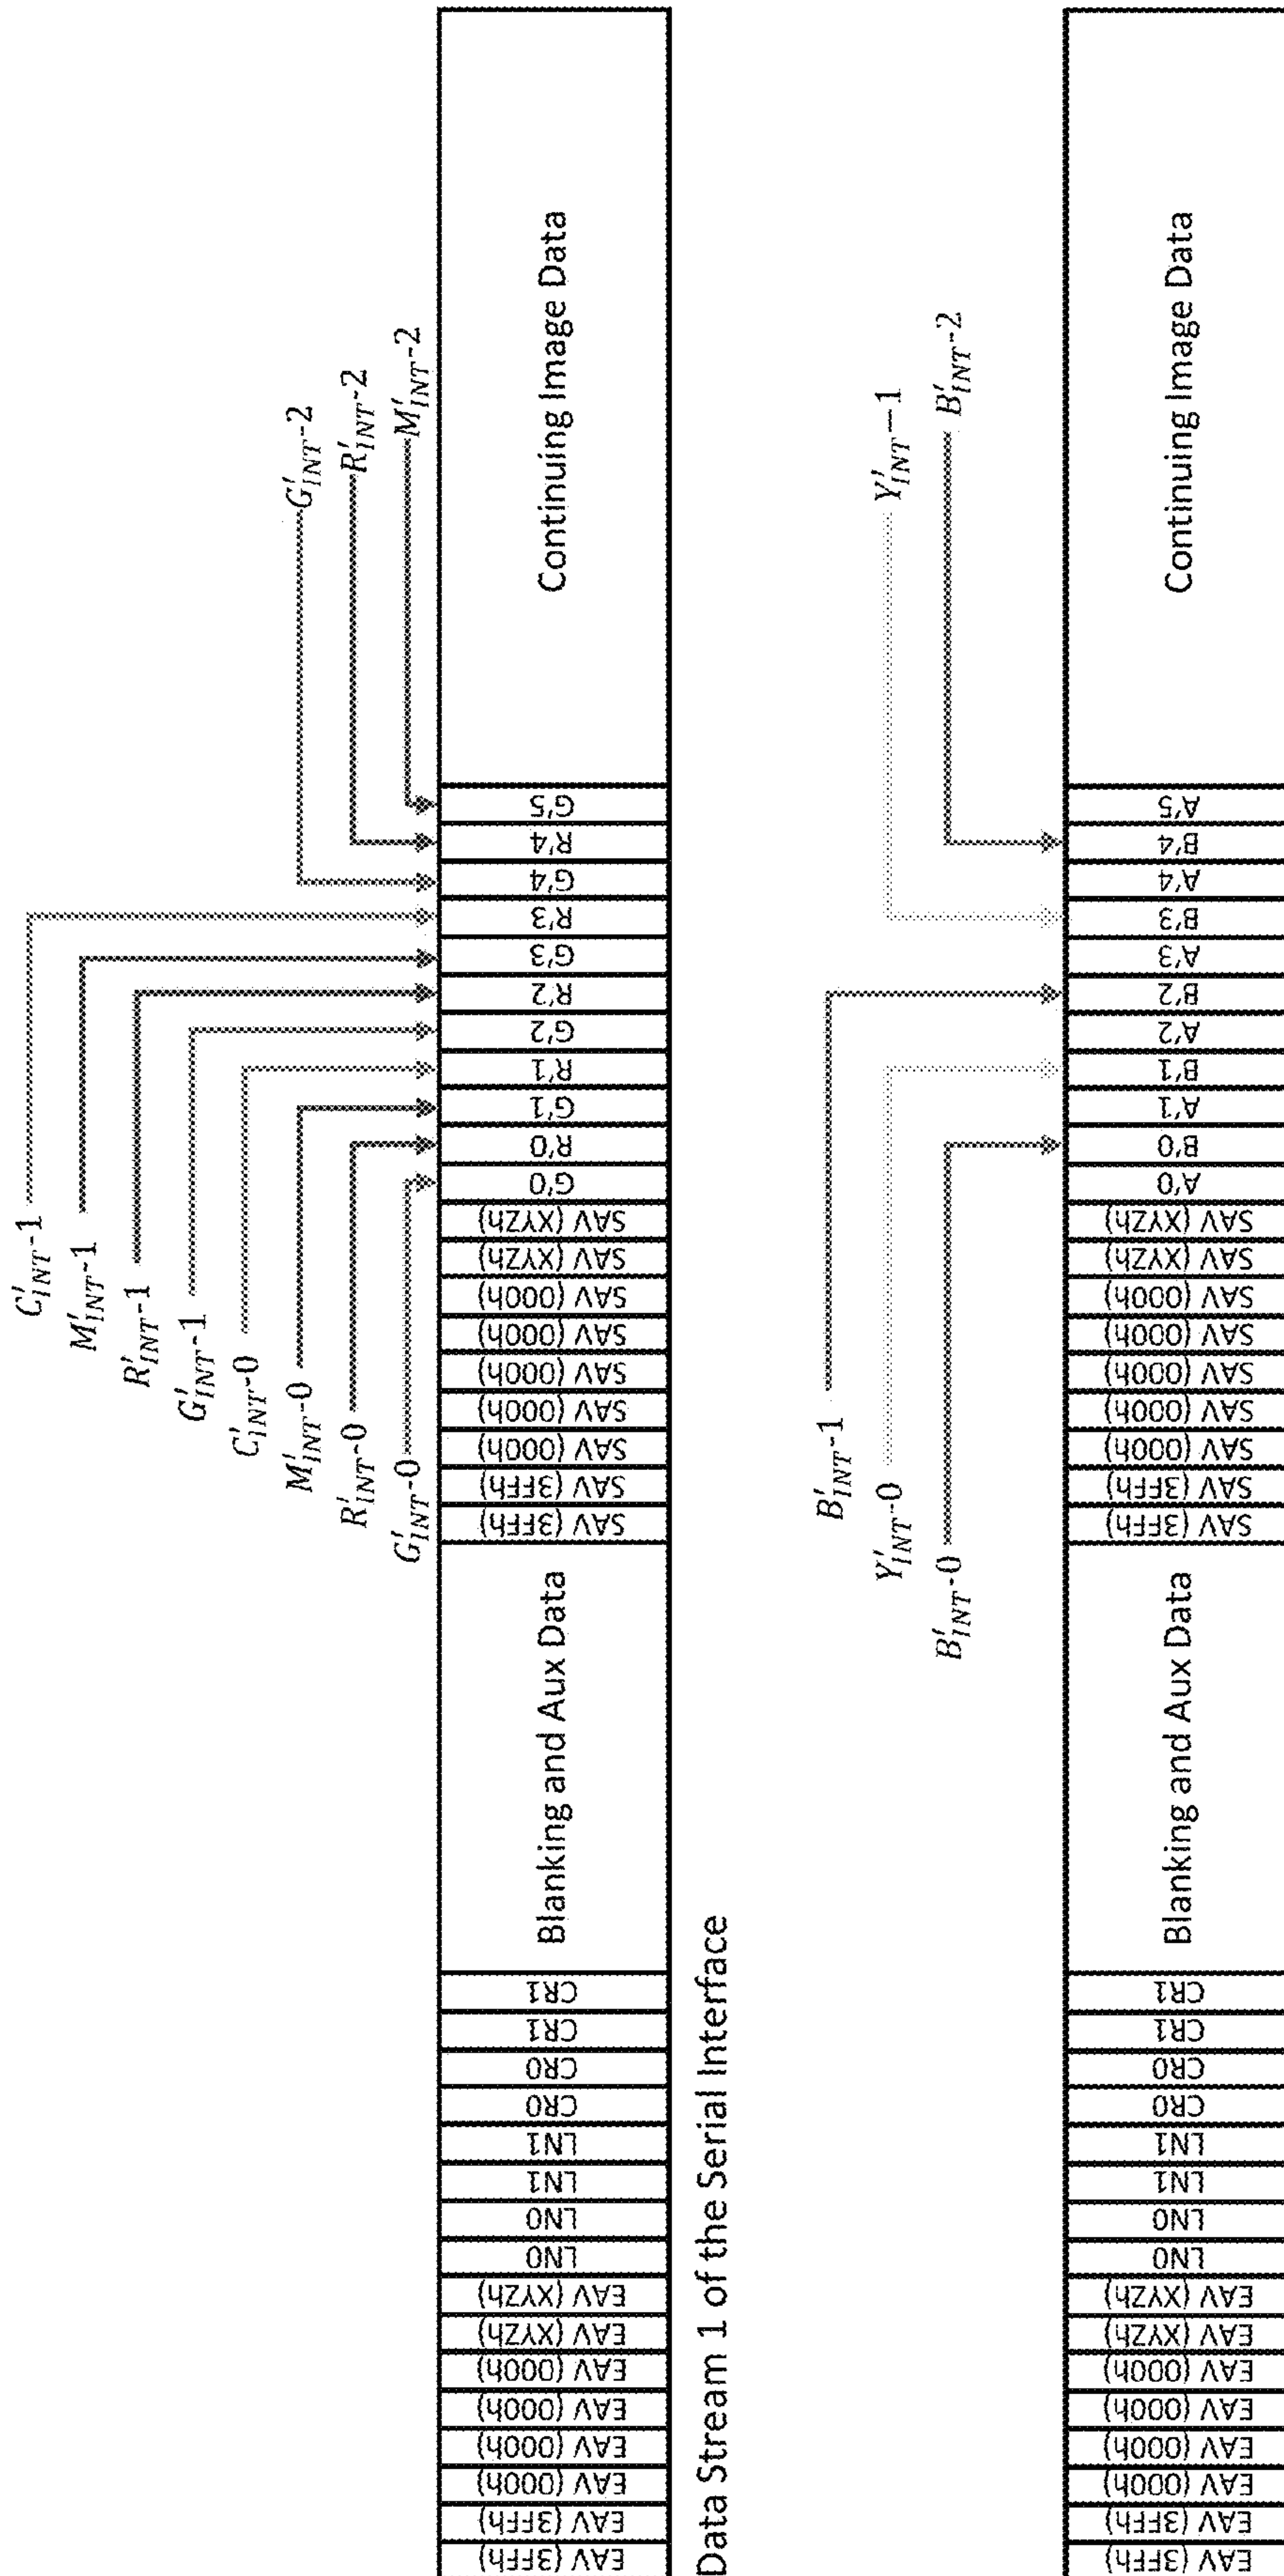 C'INT-1
M'INT-1
R'INT-1
G'INT-1
C'INT-0
M'INT-0
G'INT-2
R'INT-0
R'INT-2
G'INT-0
M'INT-2
EAV (3FFh)
EAV (3FFh)
EAV (000h)
EAV (000h)
EAV (000h)
EAV (000h)
EAV (XYZh)
EAV (XYZh)
LN0
LN0
LN1
LN1
CR0
CR0
CR1
CR1
Blanking and Aux Data
SAV (3FFh)
SAV (3FFh)
SAV (000h)
SAV (000h)
SAV (000h)
SAV (000h)
SAV (000h)
SAV (XYZh)
SAV (XYZh)
G'0
R'0
G'1
R'1
G'2
R'2
G'3
R'3
G'4
R'4
G'5
Continuing Image Data
Data Stream 1 of the Serial Interface
B'INT-1
Y'INT-0
Y'INT—1
B'INT-0
B'INT-2
EAV (3FFh)
EAV (3FFh)
EAV (000h)
EAV (000h)
EAV (000h)
EAV (000h)
EAV (XYZh)
EAV (XYZh)
LN0
LN0
LN1
LN1
CR0
CR0
CR1
CR1
Blanking and Aux Data
SAV (3FFh)
SAV (3FFh)
SAV (000h)
SAV (000h)
SAV (000h)
SAV (000h)
SAV (000h)
SAV (XYZh)
SAV (XYZh)
A'0
B'0
A'1
B'1
A'2
B'2
A'3
B'3
A'4
B'4
A'5
Continuing Image Data